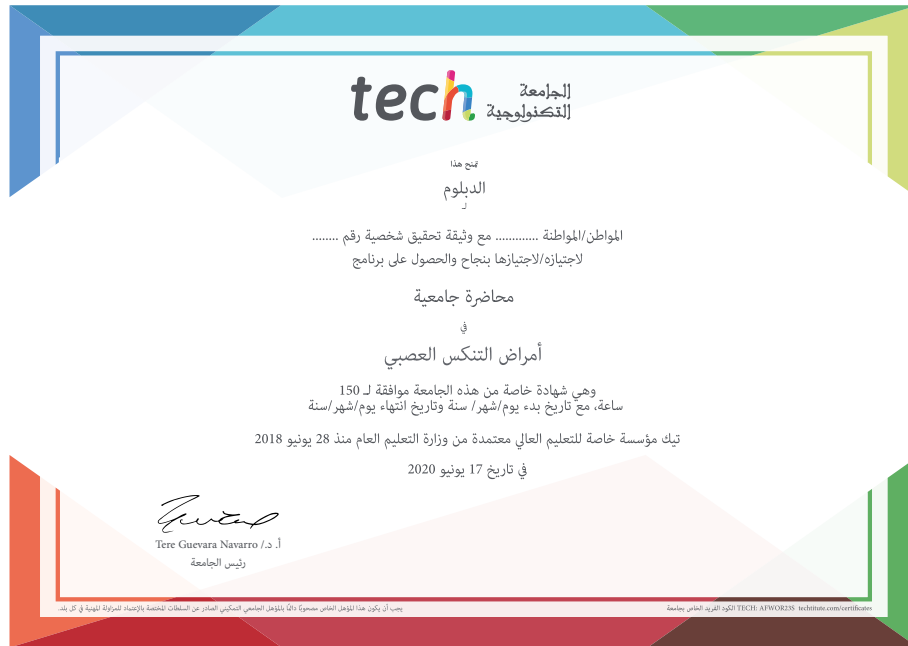 tech الجامعة
التكنولوجية
تمنح هذا
الدبلوم
لـ
المواطن/المواطنة ............. مع وثيقة تحقيق شخصية رقم ........
لاجتيازه/لاجتيازها بنجاح والحصول على برنامج
محاضرة جامعية
في
أمراض التنكس العصبي
وهي شهادة خاصة من هذه الجامعة موافقة لـ 150
ساعة، مع تاريخ بدء يوم/شهر/ سنة وتاريخ انتهاء يوم/شهر/سنة
تيك مؤسسة خاصة للتعليم العالي معتمدة من وزارة التعليم العام منذ 28 يونيو 2018
في تاريخ 17 يونيو 2020
أ. د./ Tere Guevara Navarro
رئيس الجامعة
يجب أن يكون هذا المؤهل الخاص مصحوبًا دائمًا بالمؤهل الجامعي التمكيني الصادر عن السلطات المختصة بالإعتماد للمزاولة المهنية في كل بلد.
الكود الفريد الخاص بجامعة TECH: AFWOR23S techtitute.com/certificates